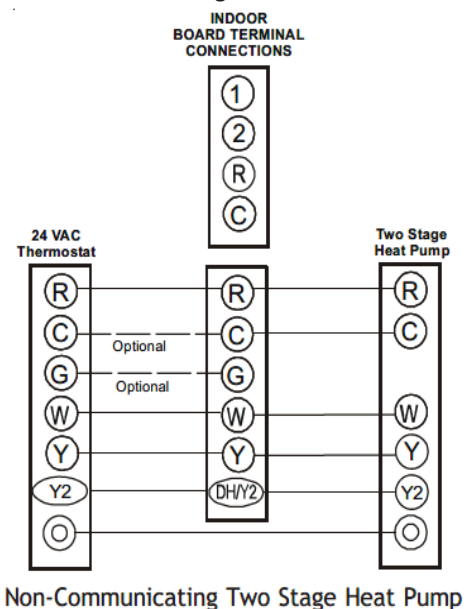 INDOOR
BOARD TERMINAL
CONNECTIONS
1
2
R
C
24 VAC
Thermostat
Two Stage
Heat Pump
R R R
C Optional C C
G Optional G
W W W
Y Y Y
Y2 DH/Y2 Y2
O O
Non-Communicating Two Stage Heat Pump